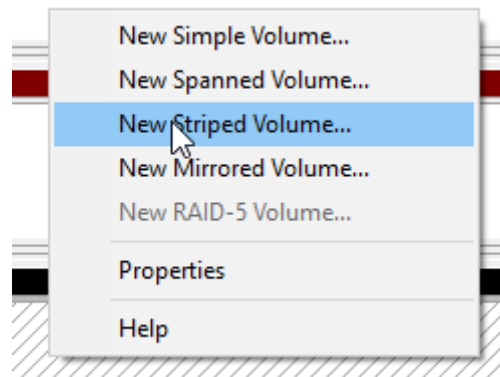 New Simple Volume...
New Spanned Volume...
New Striped Volume...
New Mirrored Volume...
New RAID-5 Volume...
Properties
Help